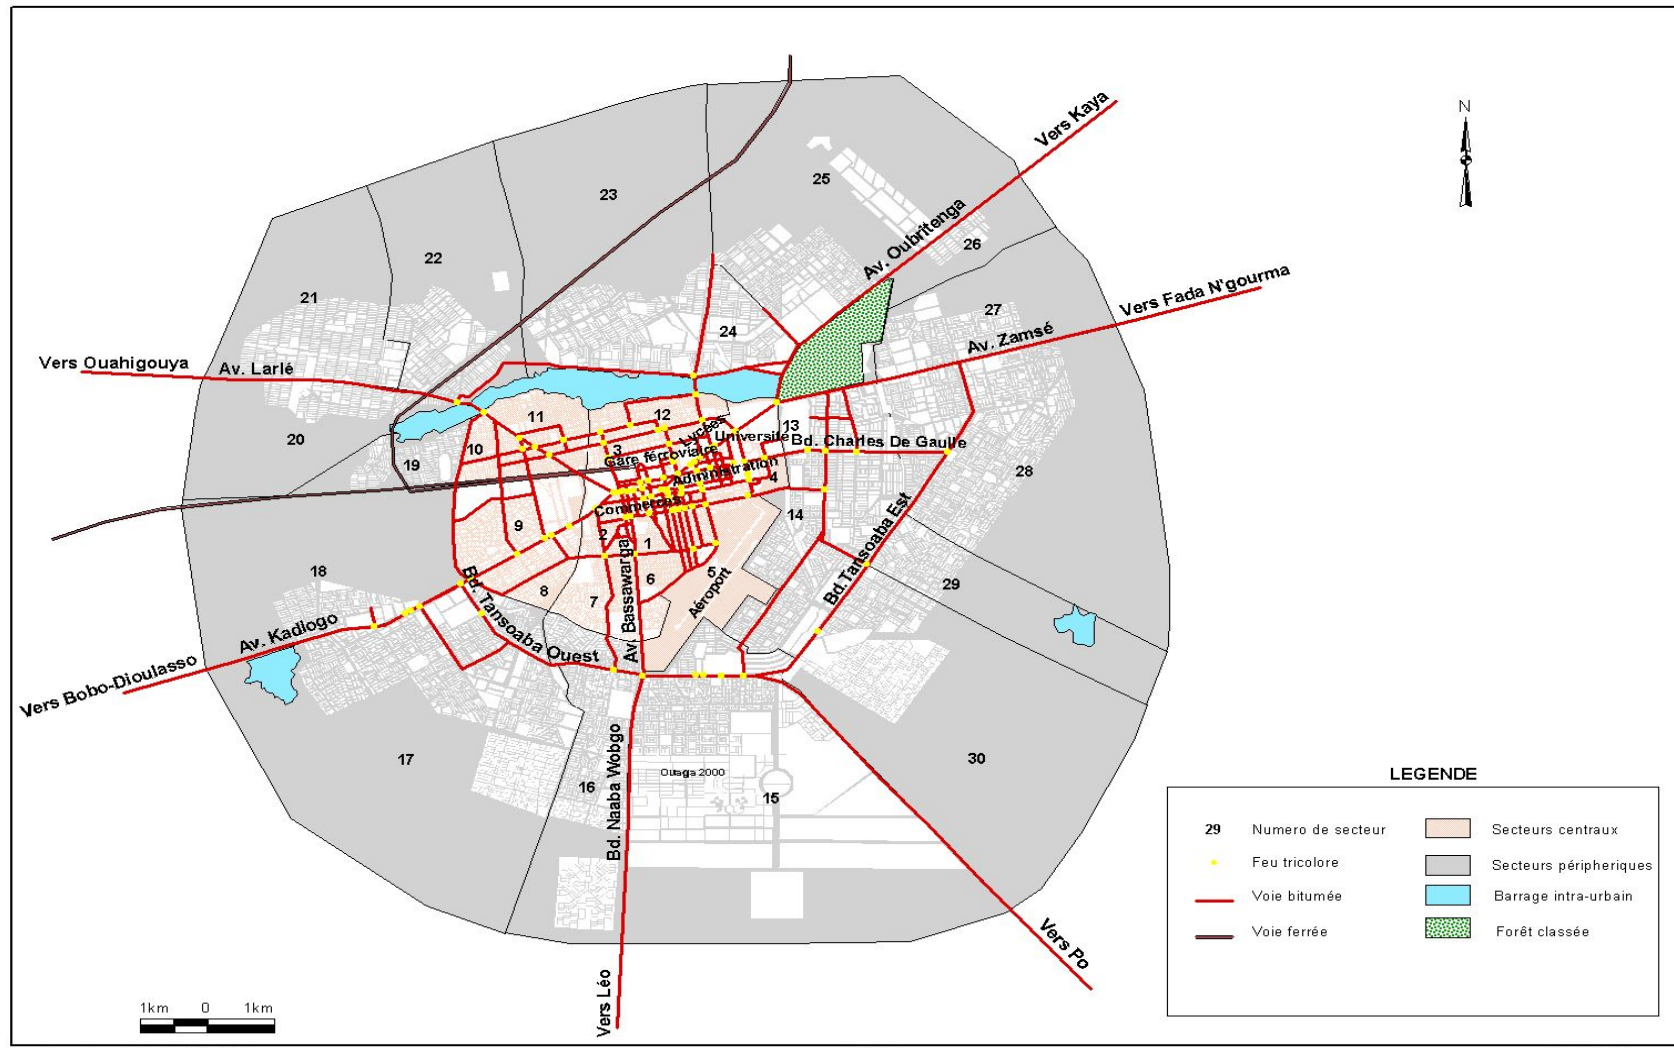 N
Vers Kaya
25
23
Av. Oubritenga
26
22
21
Vers Fada N'gourma
27
24
Av. Zamsé
Vers Ouahigouya
Av. Larlé
11
12
13
Lycées
Université
Bd. Charles De Gaulle
20
10
3
Gare férroviaire
19
Administration
4
28
Commerces
14
9
2
1
Bd. Tansoaba Est
18
6
5
29
8
7
Aéroport
Bd. Tansoaba Ouest
Av. Bassawarga
Av. Kadiogo
Vers Bobo-Dioulasso
17
Bd. Naaba Wobgo
30
Ouaga 2000
16
15
Vers Po
Vers Léo
1km 0 1km
LEGENDE
29 Numero de secteur
Feu tricolore
Voie bitumée
Voie ferrée
Secteurs centraux
Secteurs péripheriques
Barrage intra-urbain
Forêt classée